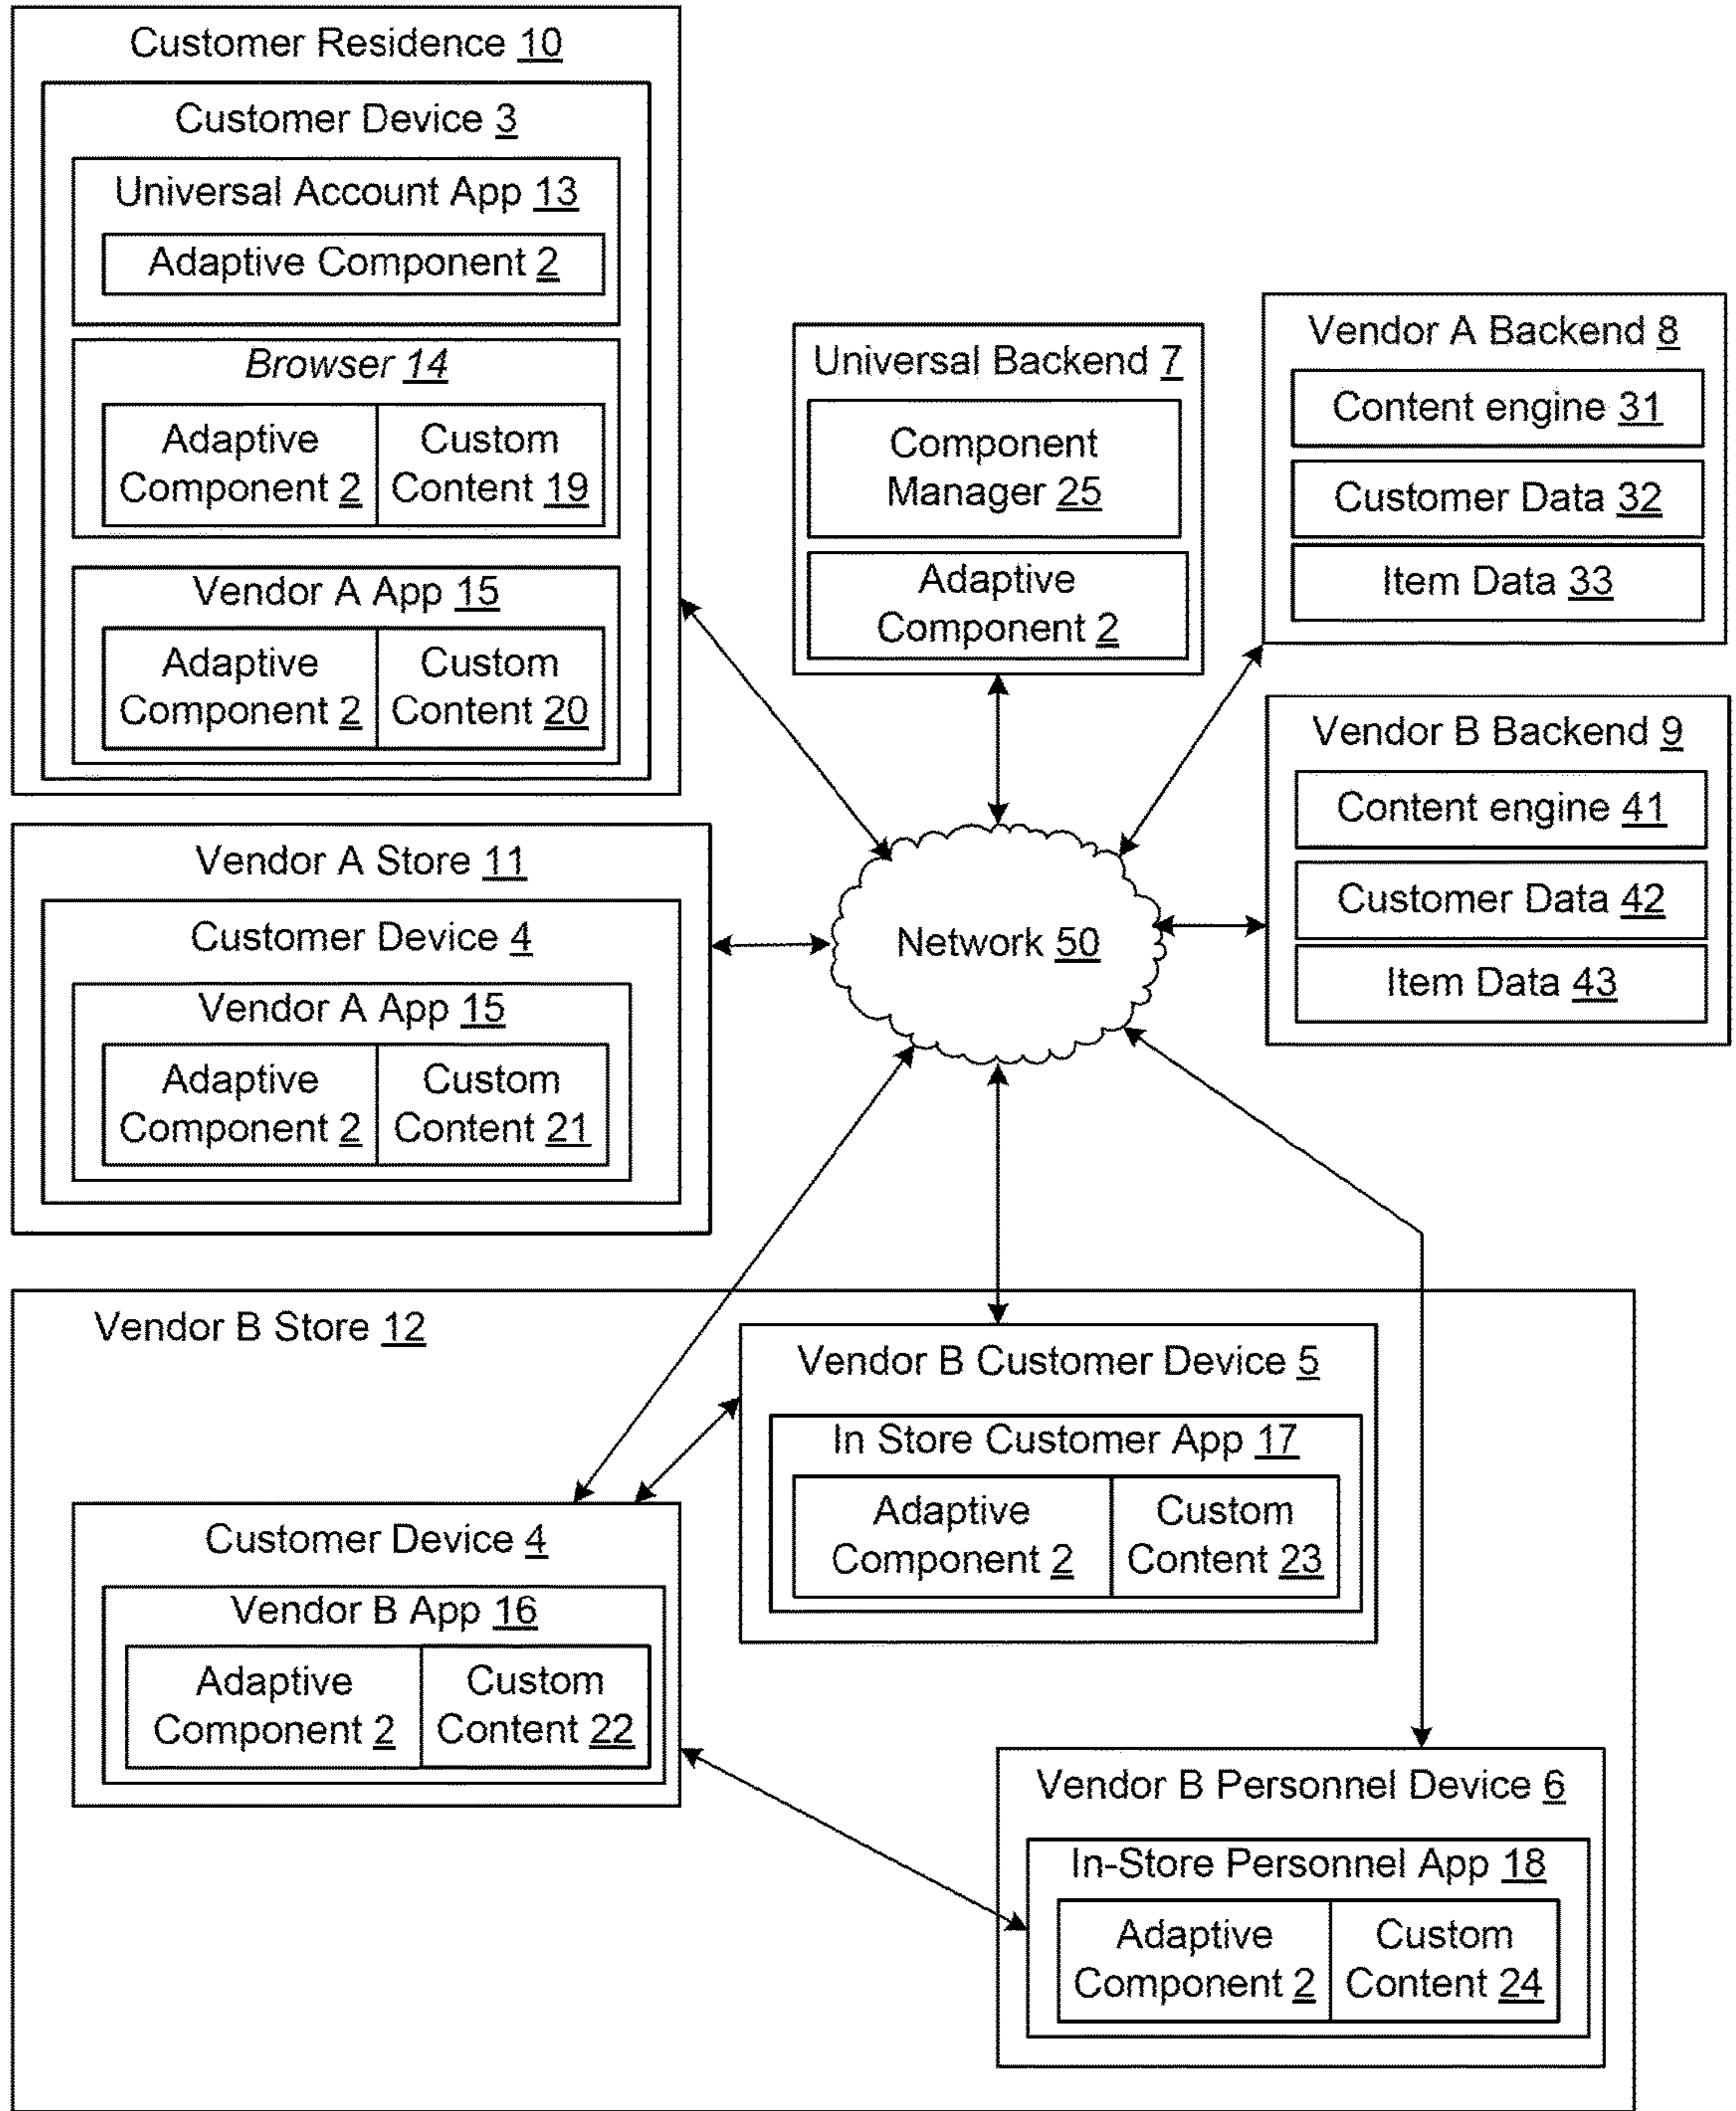 Customer Residence 10
Customer Device 3
Universal Account App 13
Adaptive Component 2
Browser 14
Adaptive
Component 2
Custom
Content 19
Vendor A App 15
Adaptive
Component 2
Custom
Content 20
Universal Backend 7
Component
Manager 25
Adaptive
Component 2
Vendor A Backend 8
Content engine 31
Customer Data 32
Item Data 33
Vendor B Backend 9
Content engine 41
Customer Data 42
Item Data 43
Vendor A Store 11
Customer Device 4
Vendor A App 15
Adaptive
Component 2
Custom
Content 21
Network 50
Vendor B Store 12
Vendor B Customer Device 5
In Store Customer App 17
Adaptive
Component 2
Custom
Content 23
Customer Device 4
Vendor B App 16
Adaptive
Component 2
Custom
Content 22
Vendor B Personnel Device 6
In-Store Personnel App 18
Adaptive
Component 2
Custom
Content 24